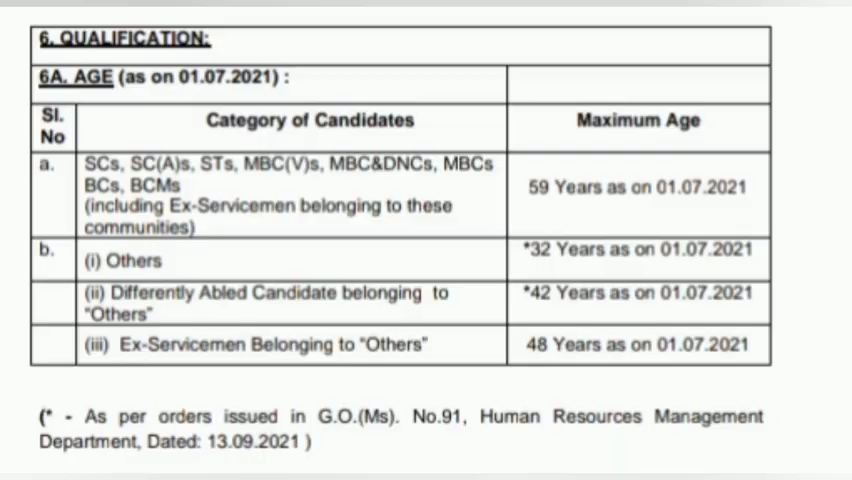 6. QUALIFICATION:
6A. AGE (as on 01.07.2021) :
Sl. No
Category of Candidates
Maximum Age
a.
SCs, SC(A)s, STs, MBC(V)s, MBC&DNCs, MBCs
BCs, BCMs
(including Ex-Servicemen belonging to these
communities)
59 Years as on 01.07.2021
b.
(i) Others
*32 Years as on 01.07.2021
(ii) Differently Abled Candidate belonging to
"Others"
*42 Years as on 01.07.2021
(iii) Ex-Servicemen Belonging to "Others"
48 Years as on 01.07.2021
(* - As per orders issued in G.O.(Ms). No.91, Human Resources Management
Department, Dated: 13.09.2021 )